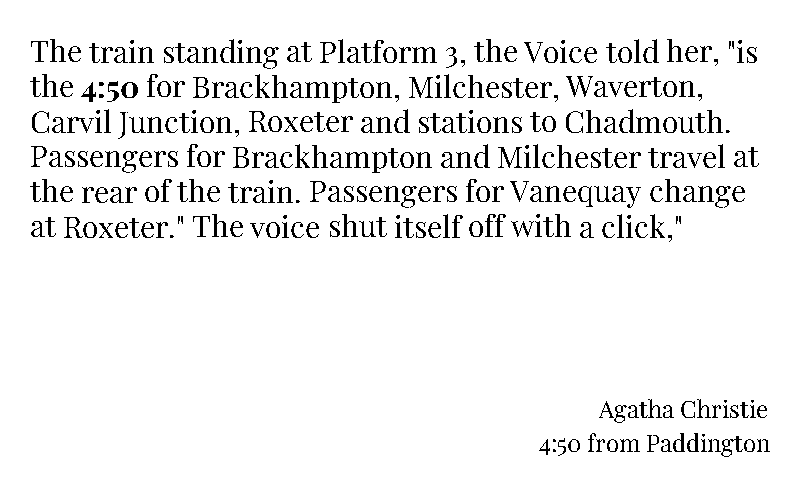 The train standing at Platform 3, the Voice told her, "is
the 4:50 for Brackhampton, Milchester, Waverton,
Carvil Junction, Roxeter and stations to Chadmouth.
Passengers for Brackhampton and Milchester travel at
the rear of the train. Passengers for Vanequay change
at Roxeter." The voice shut itself off with a click,"
Agatha Christie
4:50 from Paddington